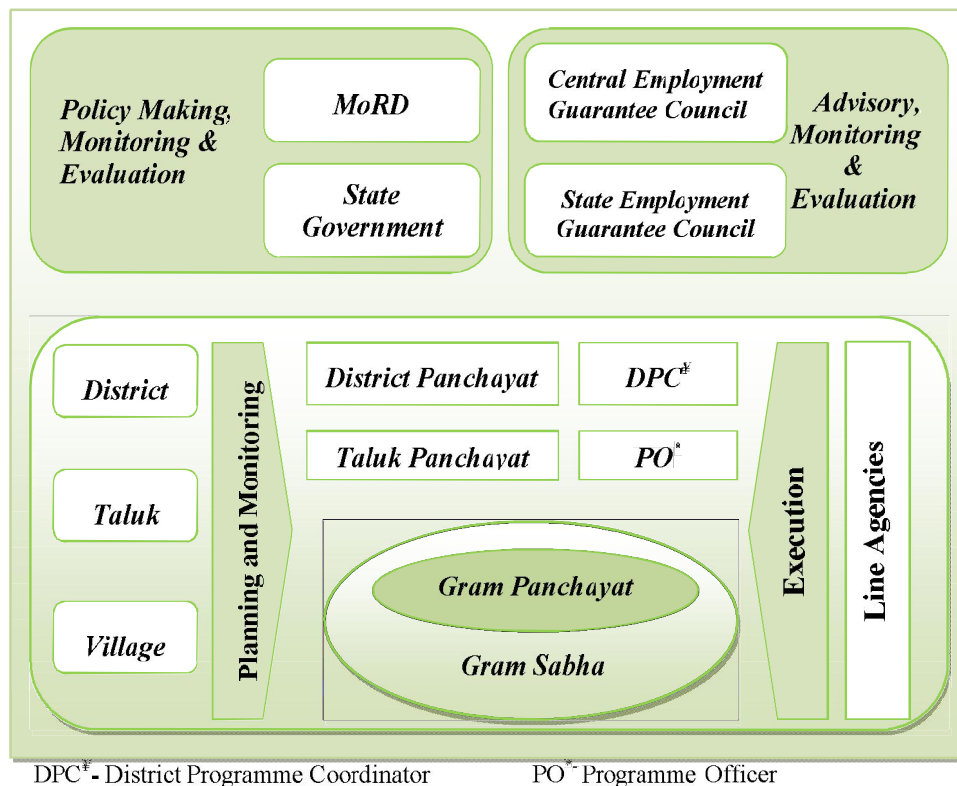 Policy Making,
Monitoring &
Evaluation
MoRD
State
Government
Central Employment
Guarantee Council
State Employment
Guarantee Council
Advisory,
Monitoring
&
Evaluation
District
Taluk
Village
Planning and Monitoring
District Panchayat
DPC¥
Taluk Panchayat
PO*
Gram Panchayat
Gram Sabha
Execution
Line Agencies
DPC¥- District Programme Coordinator
PO*- Programme Officer